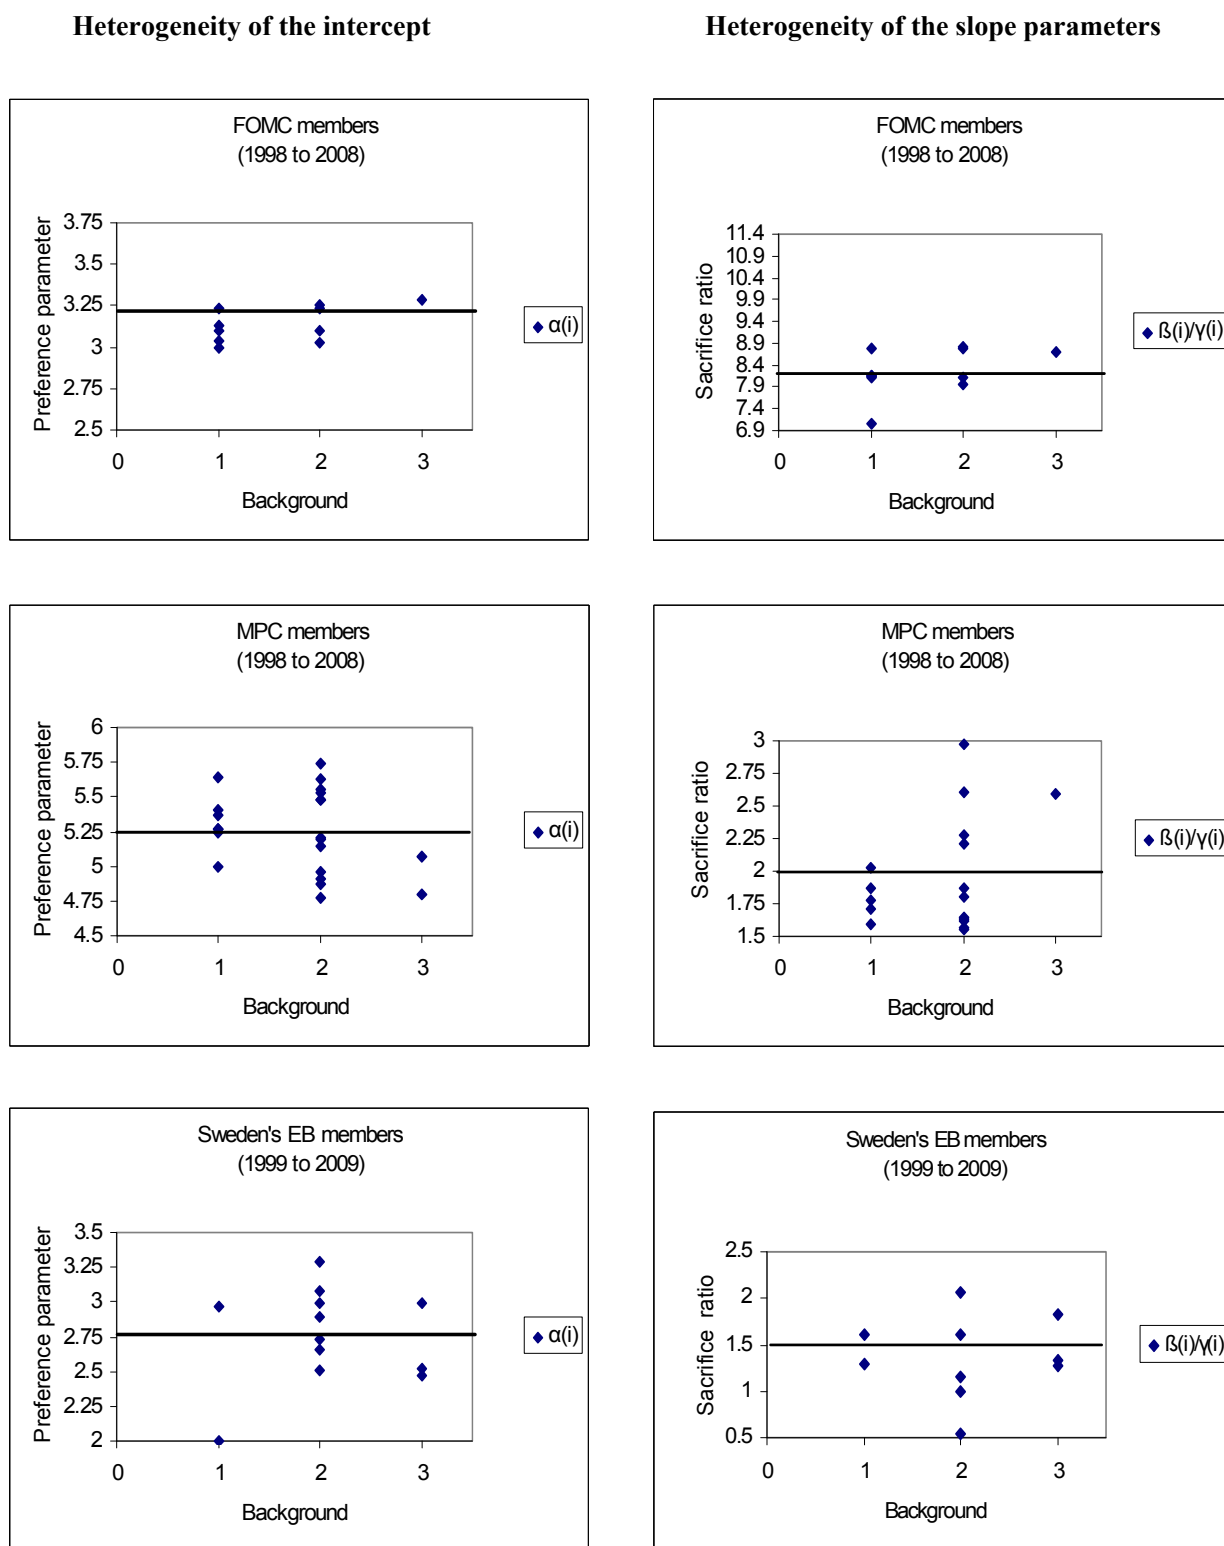 Heterogeneity of the intercept
Heterogeneity of the slope parameters
FOMC members
(1998 to 2008)
Preference parameter
3.75
3.5
3.25
3
2.75
2.5
0 1 2 3
Background
α(i)
FOMC members
(1998 to 2008)
Sacrifice ratio
11.4
10.9
10.4
9.9
9.4
8.9
8.4
7.9
7.4
6.9
0 1 2 3
Background
ß(i)/γ(i)
MPC members
(1998 to 2008)
Preference parameter
6
5.75
5.5
5.25
5
4.75
4.5
0 1 2 3
Background
α(i)
MPC members
(1998 to 2008)
Sacrifice ratio
3
2.75
2.5
2.25
2
1.75
1.5
0 1 2 3
Background
ß(i)/γ(i)
Sweden's EB members
(1999 to 2009)
Preference parameter
3.5
3.25
3
2.75
2.5
2.25
2
0 1 2 3
Background
α(i)
Sweden's EB members
(1999 to 2009)
Sacrifice ratio
2.5
2
1.5
1
0.5
0 1 2 3
Background
ß(i)/γ(i)